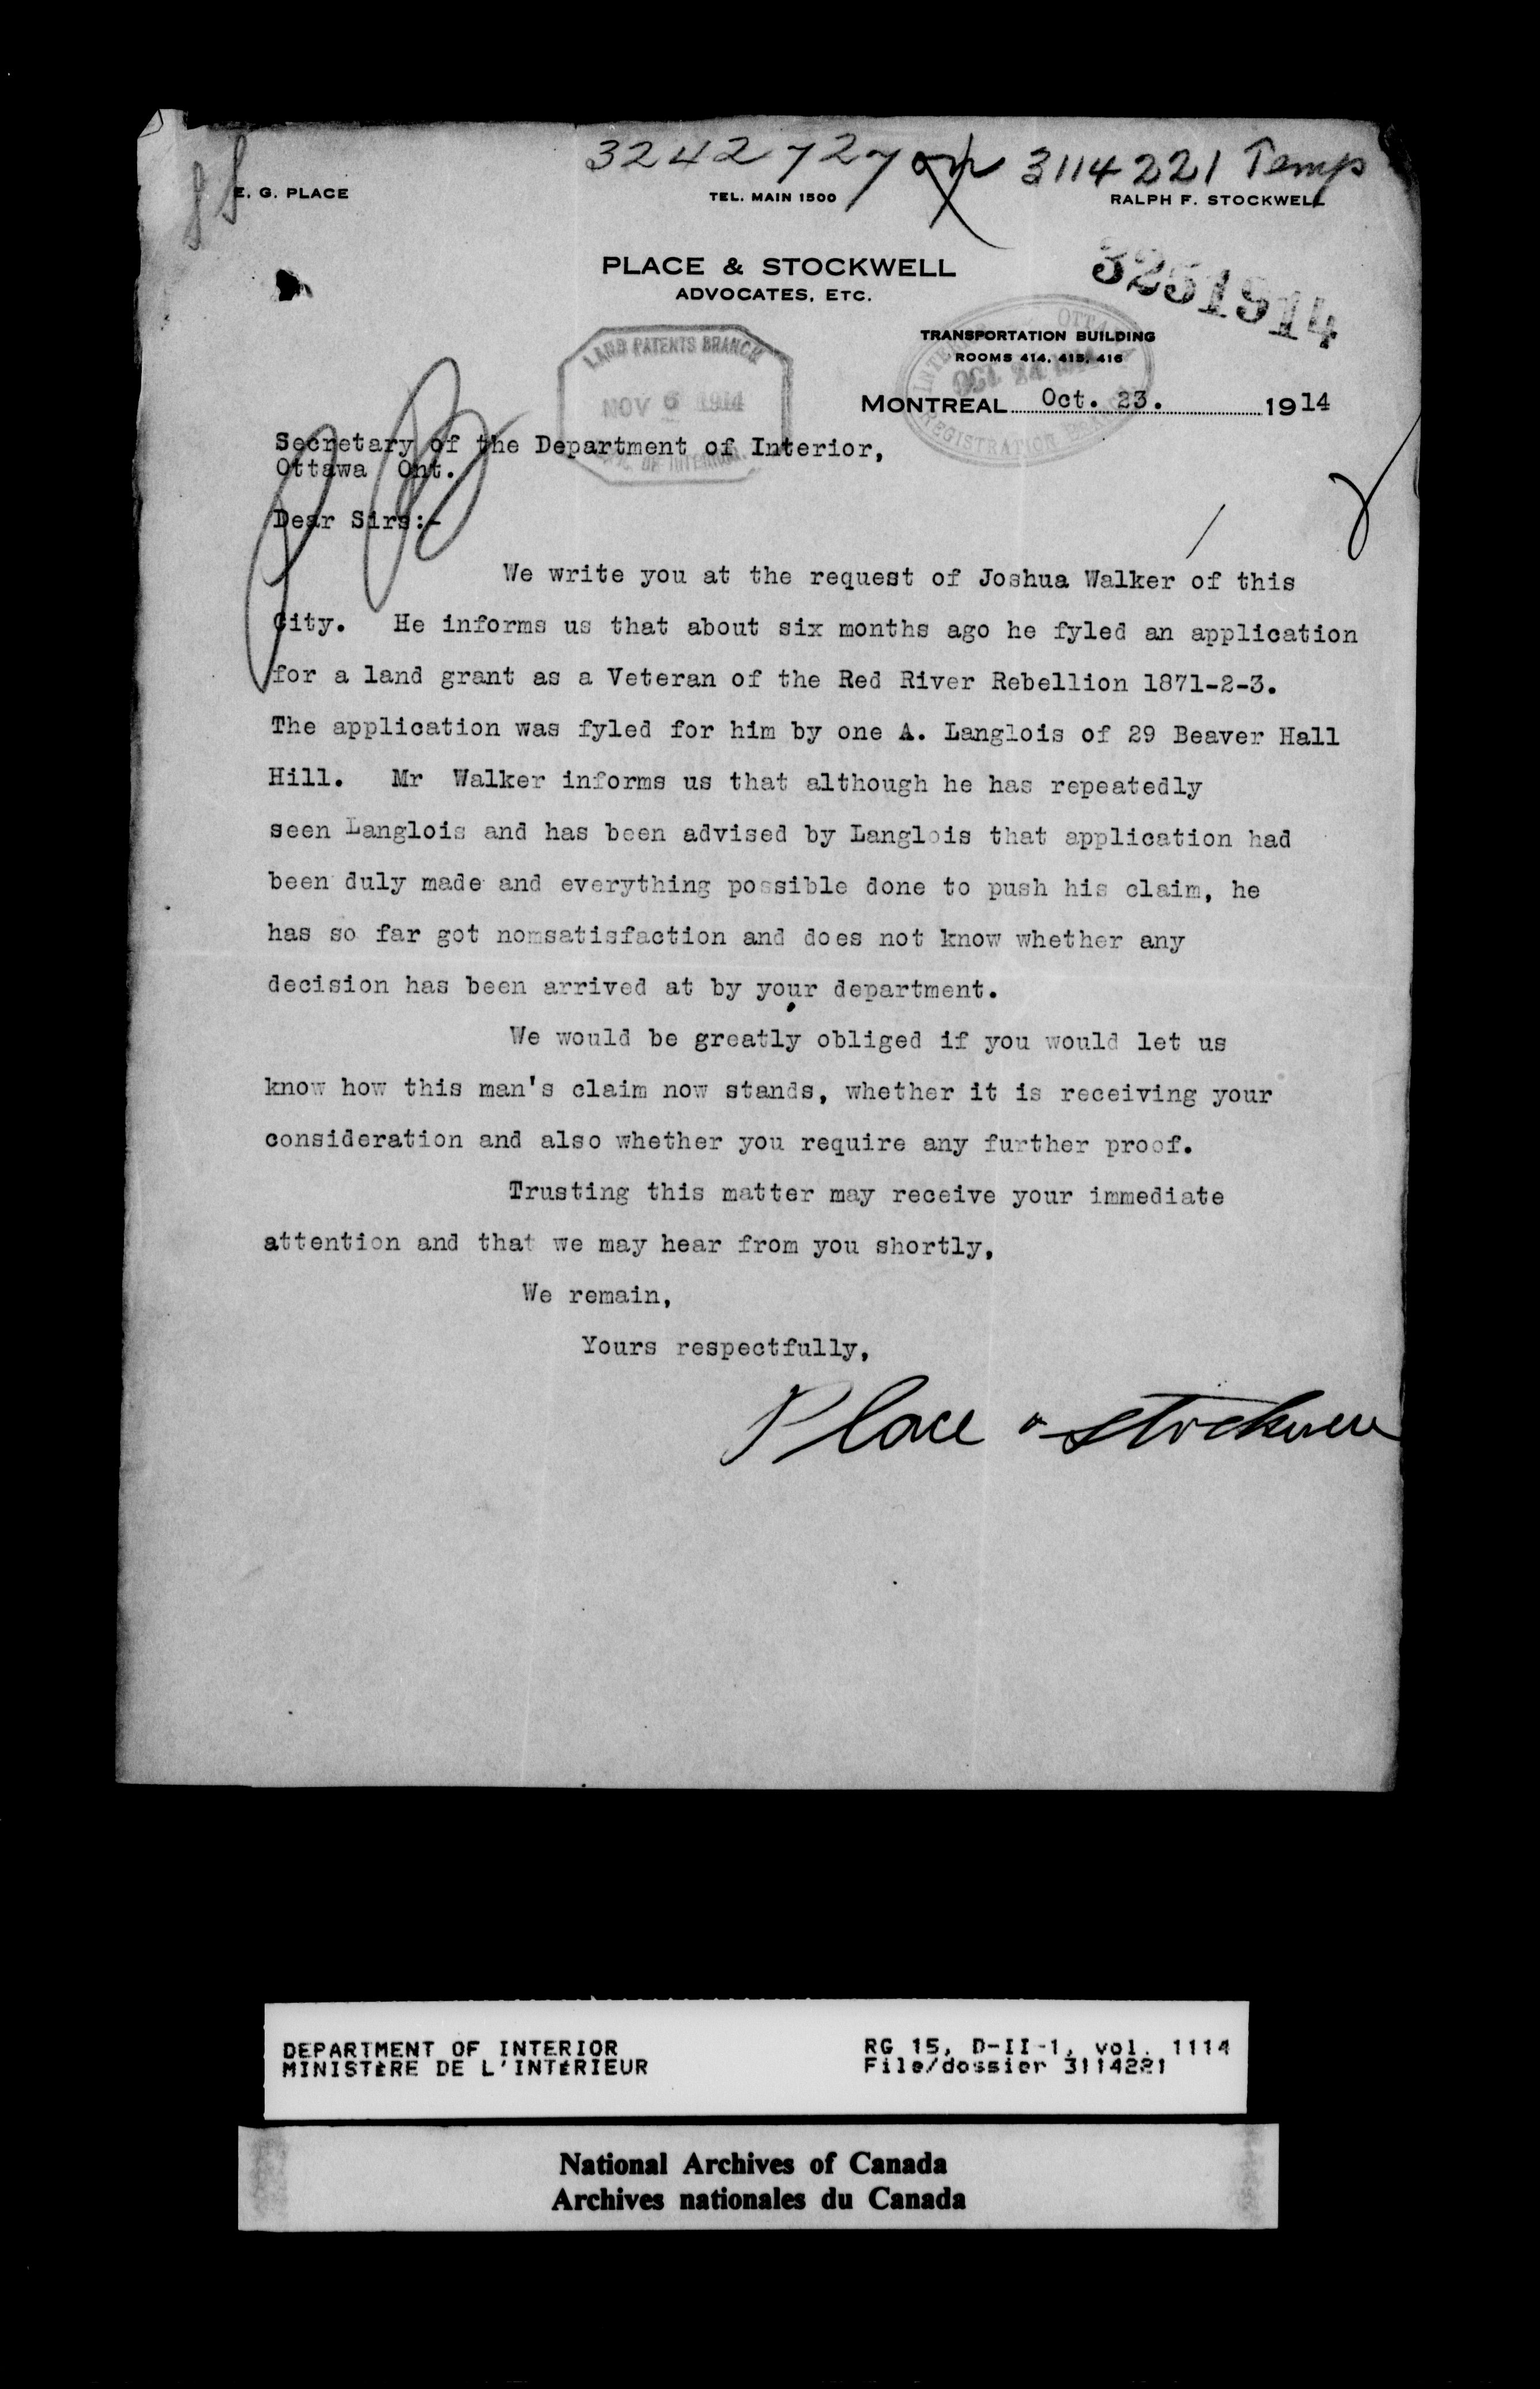 3242727 3114221 Temp
E. G. PLACE TEL. MAIN 1500 RALPH F. STOCKWELL
PLACE & STOCKWELL
ADVOCATES, ETC.
3251914
TRANSPORTATION BUILDING
ROOMS 414, 415, 416
LAND PATENTS BRANCH
NOV 6 1914
OTTAWA
OCT 24 1914
REGISTRATION BRANCH
MONTREAL Oct. 23. 1914
Secretary of the Department of Interior,
Ottawa Ont.
Dear Sirs:-
We write you at the request of Joshua Walker of this
City. He informs us that about six months ago he fyled an application
for a land grant as a Veteran of the Red River Rebellion 1871-2-3.
The application was fyled for him by one A. Langlois of 29 Beaver Hall
Hill. Mr Walker informs us that although he has repeatedly
seen Langlois and has been advised by Langlois that application had
been duly made and everything possible done to push his claim, he
has so far got nomsatisfaction and does not know whether any
decision has been arrived at by your department.
We would be greatly obliged if you would let us
know how this man's claim now stands, whether it is receiving your
consideration and also whether you require any further proof.
Trusting this matter may receive your immediate
attention and that we may hear from you shortly,
We remain,
Yours respectfully,
Place & Stockwell
DEPARTMENT OF INTERIOR RG 15, D-II-1, vol. 1114
MINISTÈRE DE L'INTÉRIEUR File/dossier 3114221
National Archives of Canada
Archives nationales du Canada